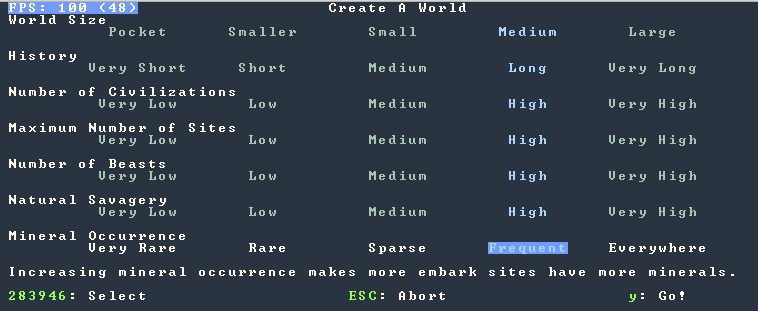 FPS: 100 (48) Create A World
World Size
Pocket Smaller Small Medium Large
History
Very Short Short Medium Long Very Long
Number of Civilizations
Very Low Low Medium High Very High
Maximum Number of Sites
Very Low Low Medium High Very High
Number of Beasts
Very Low Low Medium High Very High
Natural Savagery
Very Low Low Medium High Very High
Mineral Occurrence
Very Rare Rare Sparse Frequent Everywhere
Increasing mineral occurrence makes more embark sites have more minerals.
283946: Select ESC: Abort y: Go!